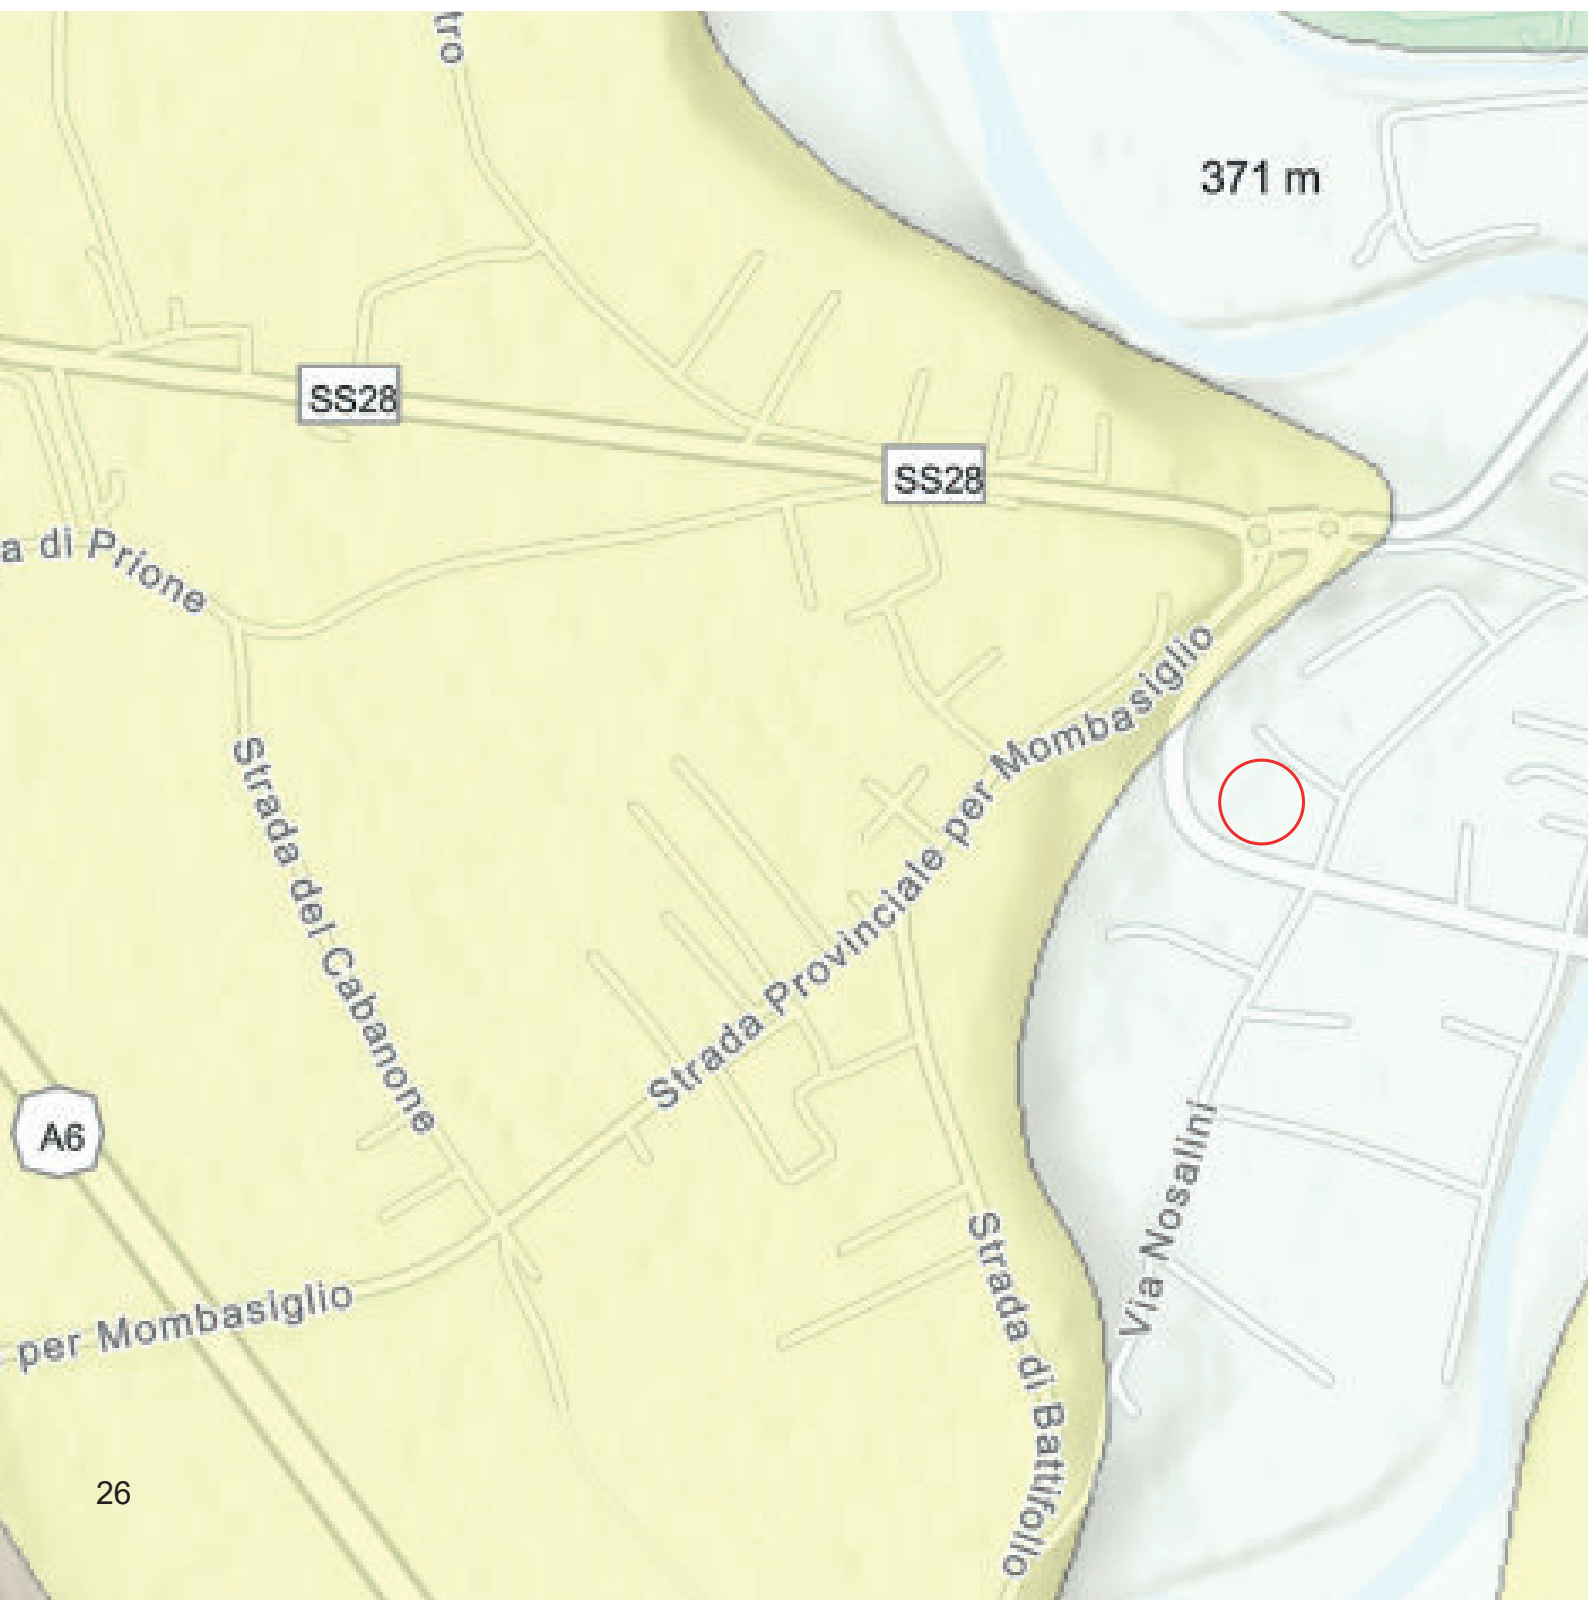 tro
371 m
SS28
SS28
a di Prione
Strada del Cabanone
Strada Provinciale per Mombasiglio
A6
per Mombasiglio
Via Nosalini
Strada di Battifollo
26